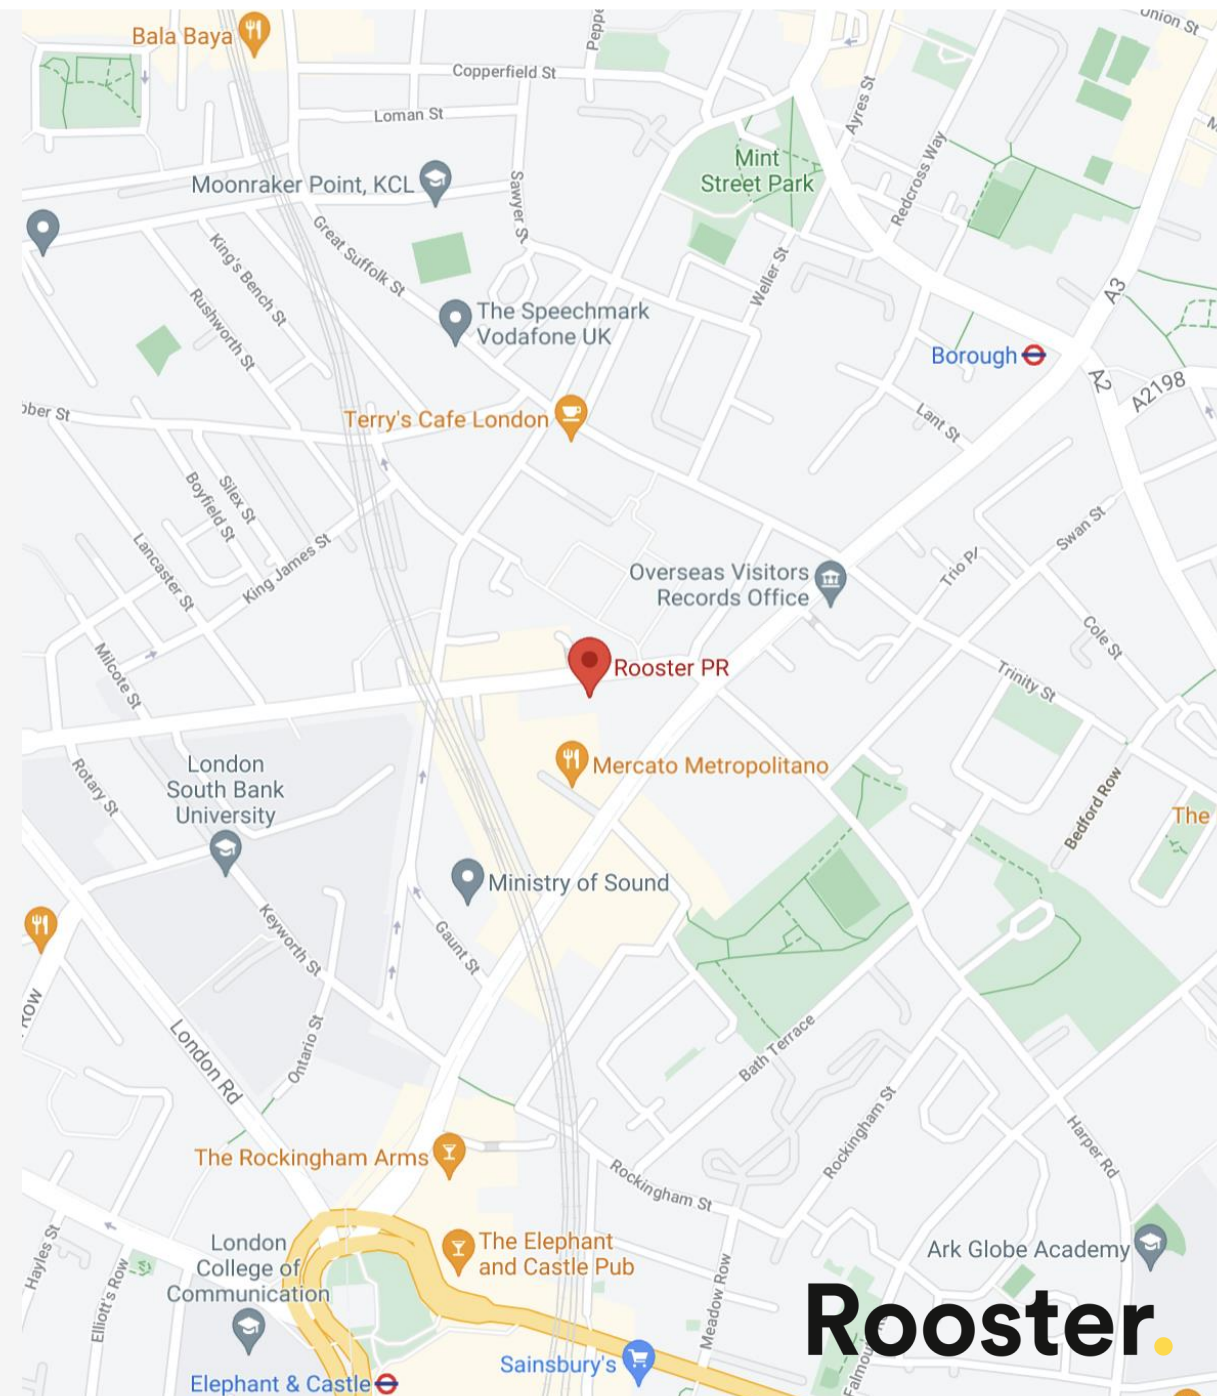 Union St
Bala Baya
Peppe
Copperfield St
Ayres St
Loman St
Redcross Way
Mint
Street Park
Moonraker Point, KCL
Sawyer St
Great Suffolk St
King's Bench St
Weller St
Rushworth St
A3
The Speechmark
Vodafone UK
Borough
A2
A2198
ber St
Terry's Cafe London
Lant St
Silex St
Boyfield St
Swan St
Lancaster St
King James St
Trio Pl
Overseas Visitors
Records Office
Cole St
Milcote St
Rooster PR
Trinity St
London
South Bank
University
Mercato Metropolitano
Rotary St
Bedford Row
The
Ministry of Sound
Keyworth St
Gaunt St
ROW
London Rd
Ontario St
Bath Terrace
Rockingham St
Harper Rd
The Rockingham Arms
Rockingham St
Hayles St
London
College of
Communication
The Elephant
and Castle Pub
Ark Globe Academy
Elliott's Row
Meadow Row
Rooster.
Falmou
Sainsbury's
Elephant & Castle